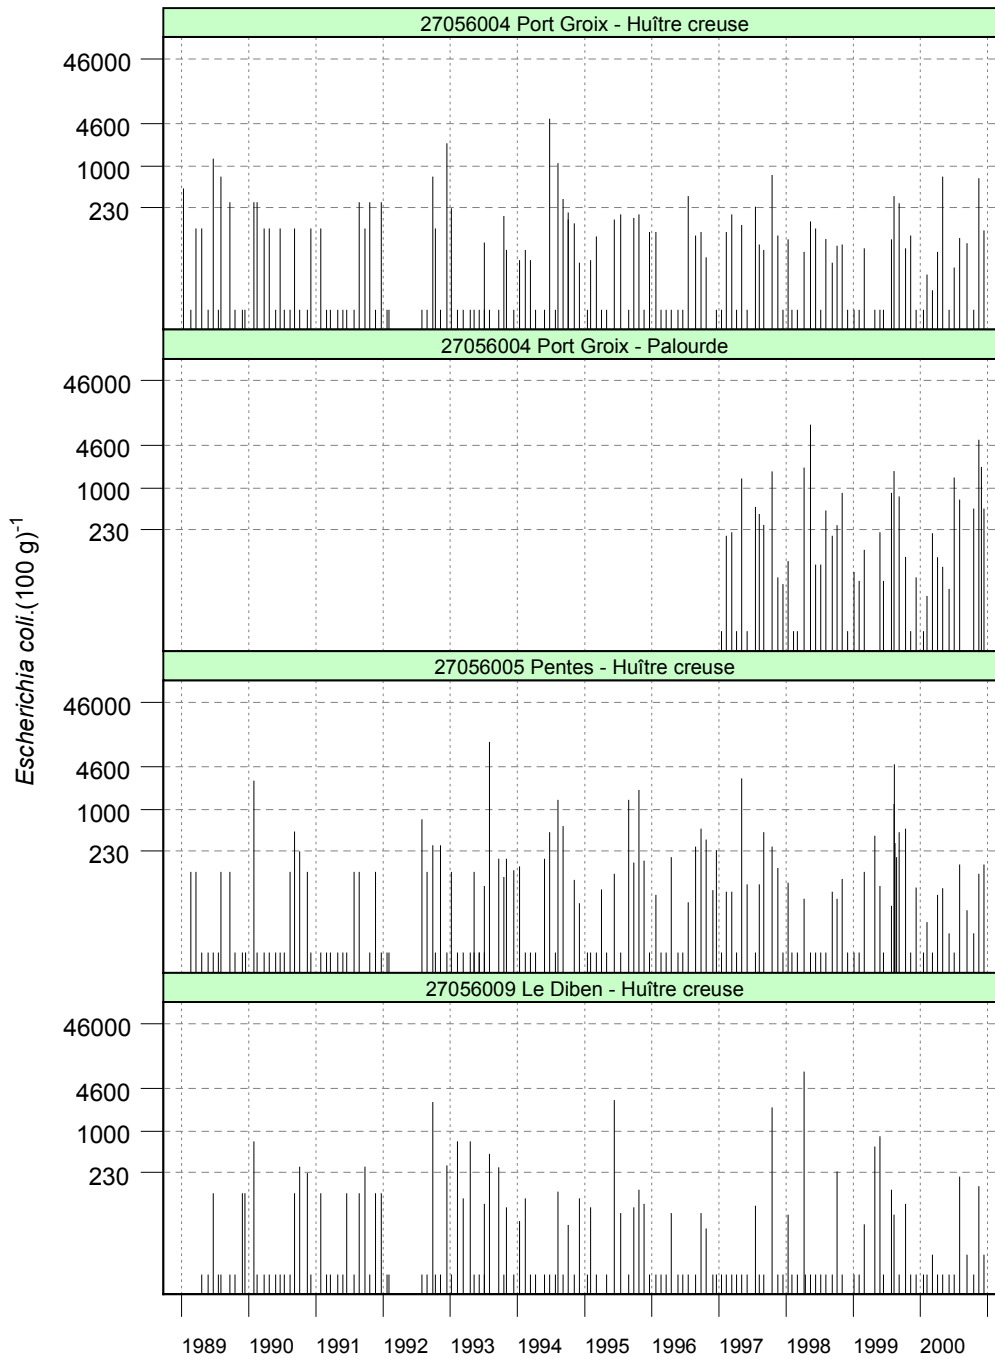 27056004 Port Groix - Huître creuse
46000
4600
1000
230
27056004 Port Groix - Palourde
46000
4600
1000
230
27056005 Pentes - Huître creuse
46000
4600
1000
230
27056009 Le Diben - Huître creuse
46000
4600
1000
230
Escherichia coli.(100 g)-1
1989 1990 1991 1992 1993 1994 1995 1996 1997 1998 1999 2000